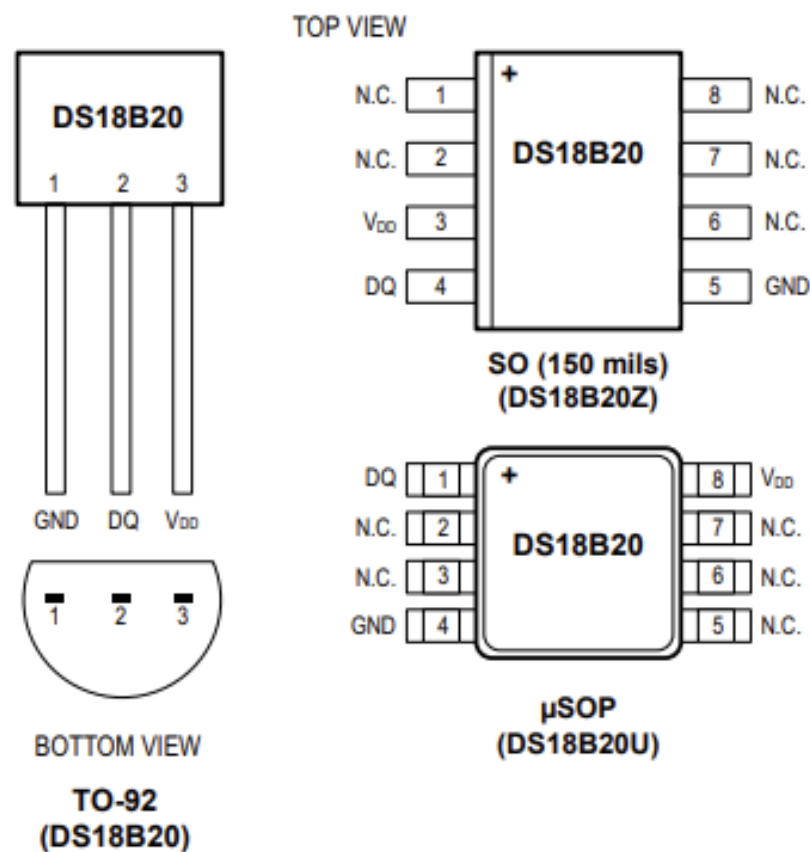 TOP VIEW
DS18B20
1 2 3
GND DQ VDD
1 2 3
BOTTOM VIEW
TO-92
(DS18B20)
+
N.C. 1 8 N.C.
N.C. 2 DS18B20 7 N.C.
VDD 3 6 N.C.
DQ 4 5 GND
SO (150 mils)
(DS18B20Z)
DQ 1 + 8 VDD
N.C. 2 7 N.C.
DS18B20
N.C. 3 6 N.C.
GND 4 5 N.C.
µSOP
(DS18B20U)